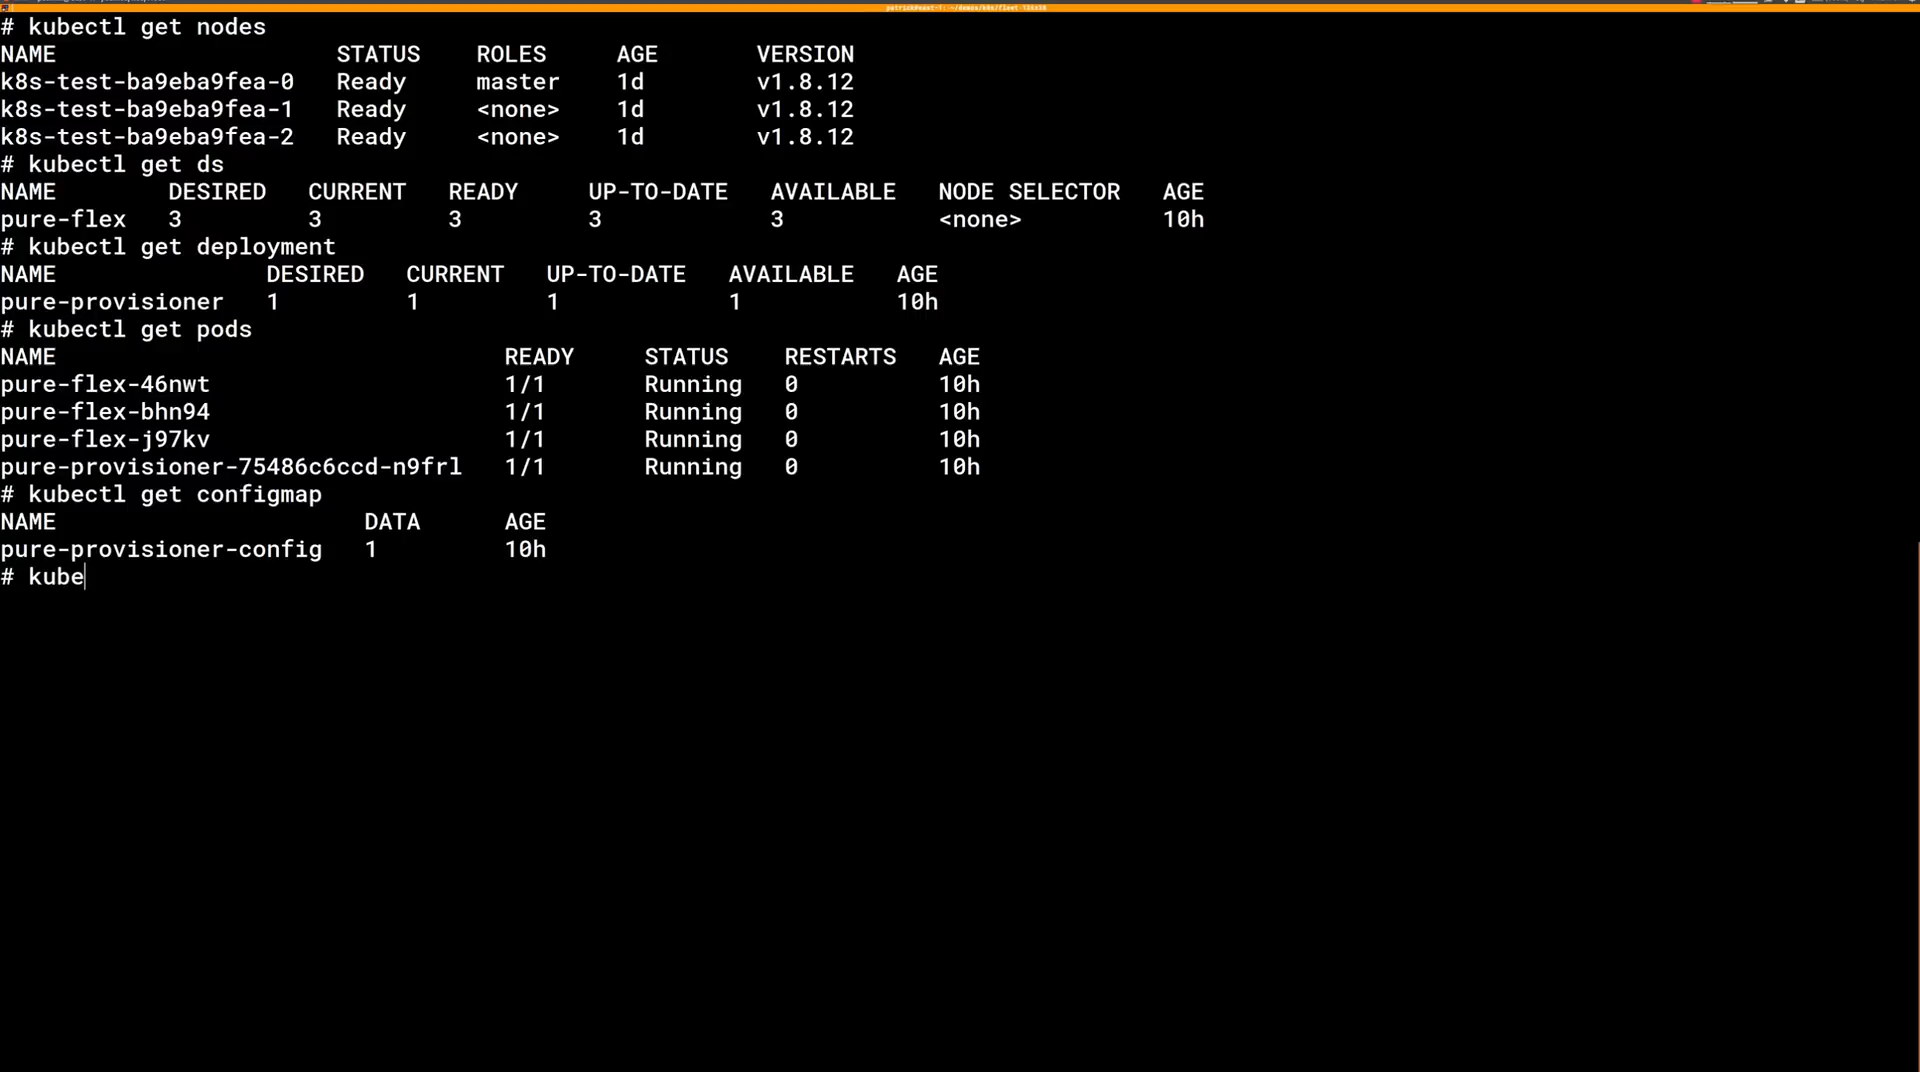 # kubectl get nodes
NAME                    STATUS    ROLES     AGE       VERSION
k8s-test-ba9eba9fea-0   Ready     master    1d        v1.8.12
k8s-test-ba9eba9fea-1   Ready     <none>    1d        v1.8.12
k8s-test-ba9eba9fea-2   Ready     <none>    1d        v1.8.12
# kubectl get ds
NAME        DESIRED   CURRENT   READY     UP-TO-DATE   AVAILABLE   NODE SELECTOR   AGE
pure-flex   3         3         3         3            3           <none>          10h
# kubectl get deployment
NAME               DESIRED   CURRENT   UP-TO-DATE   AVAILABLE   AGE
pure-provisioner   1         1         1            1           10h
# kubectl get pods
NAME                                READY     STATUS    RESTARTS   AGE
pure-flex-46nwt                     1/1       Running   0          10h
pure-flex-bhn94                     1/1       Running   0          10h
pure-flex-j97kv                     1/1       Running   0          10h
pure-provisioner-75486c6ccd-n9frl   1/1       Running   0          10h
# kubectl get configmap
NAME                      DATA      AGE
pure-provisioner-config   1         10h
# kube